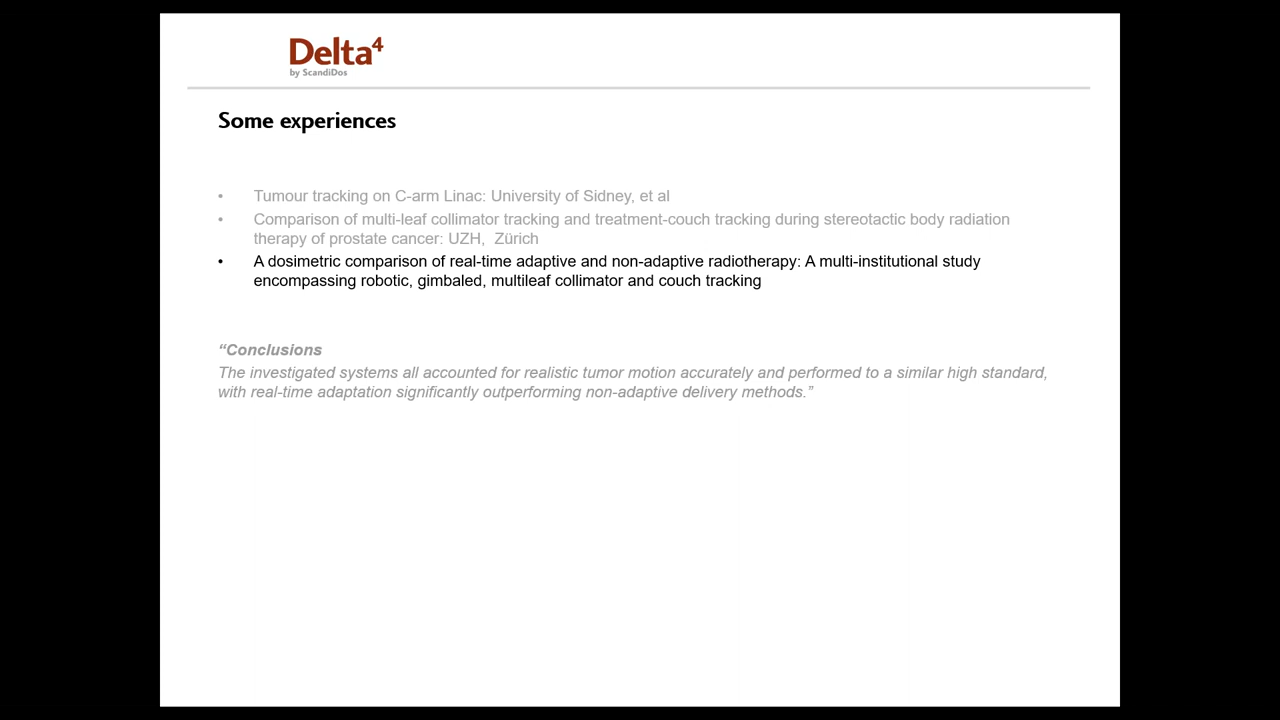 Delta4
by ScandiDos
Some experiences
• Tumour tracking on C-arm Linac: University of Sidney, et al
• Comparison of multi-leaf collimator tracking and treatment-couch tracking during stereotactic body radiation
therapy of prostate cancer: UZH,  Zürich
• A dosimetric comparison of real-time adaptive and non-adaptive radiotherapy: A multi-institutional study
encompassing robotic, gimbaled, multileaf collimator and couch tracking
“Conclusions
The investigated systems all accounted for realistic tumor motion accurately and performed to a similar high standard,
with real-time adaptation significantly outperforming non-adaptive delivery methods.”